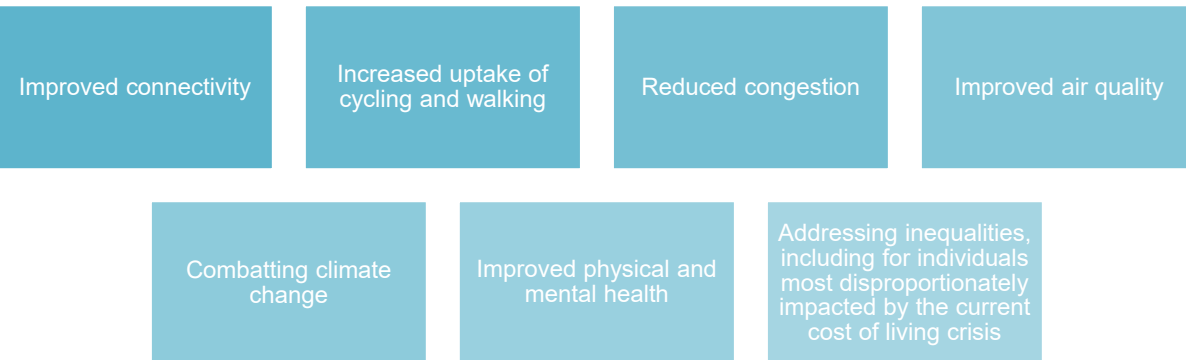 Improved connectivity
Increased uptake of
cycling and walking
Reduced congestion
Improved air quality
Combatting climate
change
Improved physical and
mental health
Addressing inequalities,
including for individuals
most disproportionately
impacted by the current
cost of living crisis